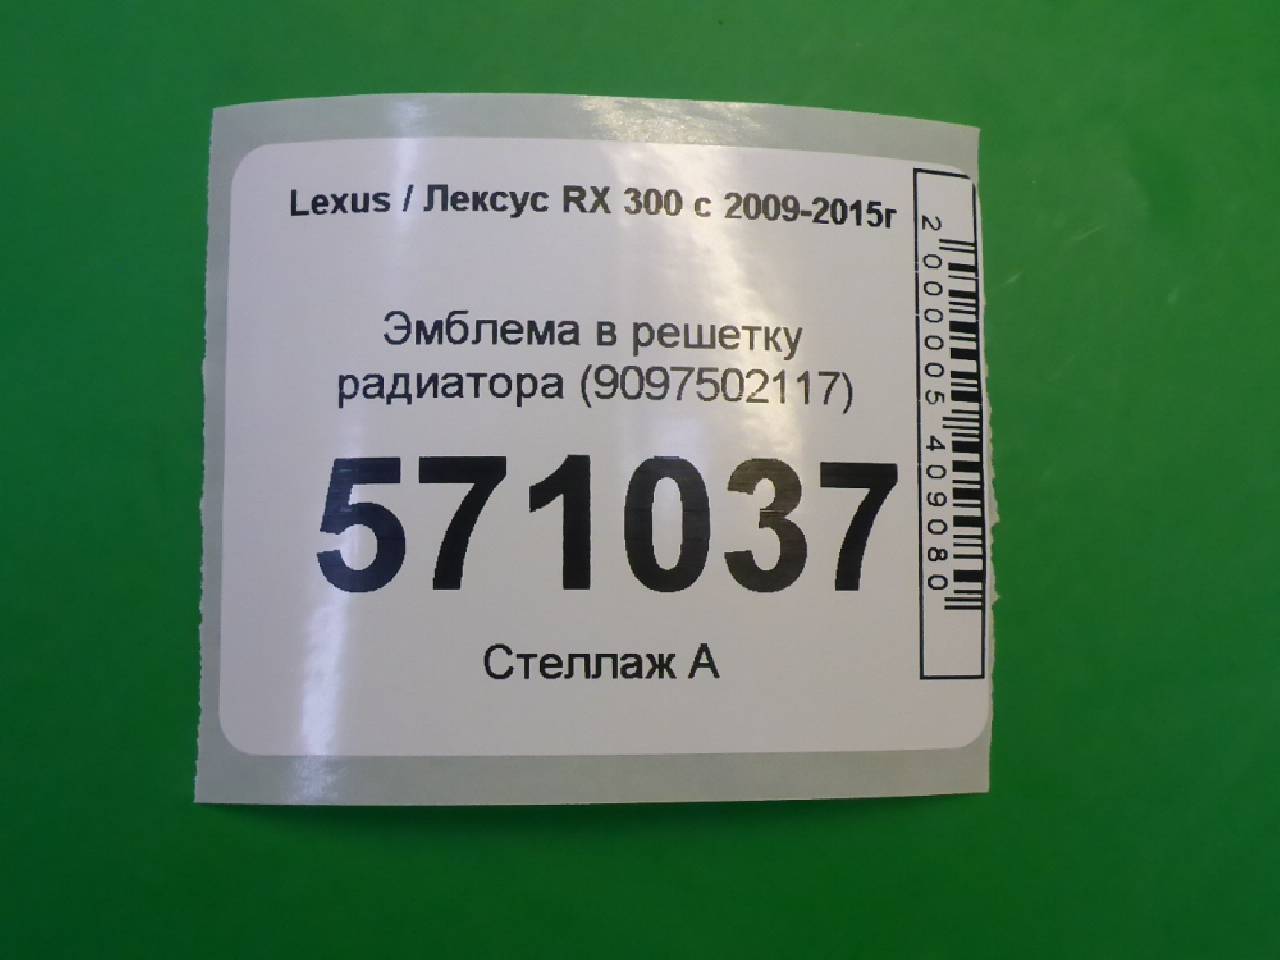 Lexus / Лексус RX 300 с 2009-2015г
Эмблема в решетку
радиатора (9097502117)
571037
Стеллаж А
2000005409080